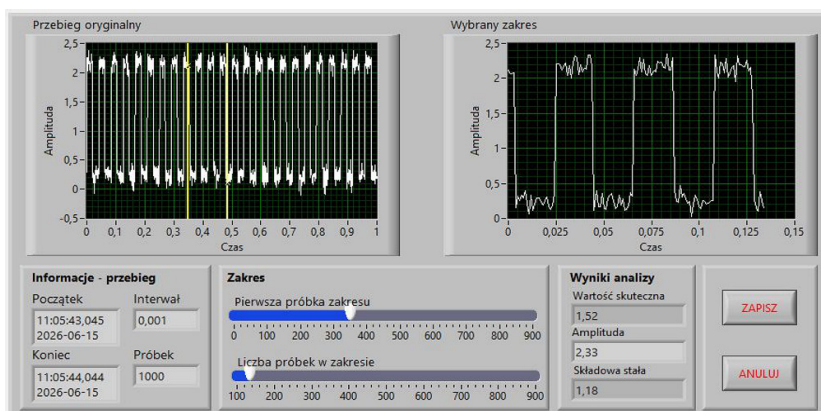 Przebieg oryginalny
2,5-
2-
1,5-
1-
0,5-
0-
-0,5-
Amplituda
0 0,1 0,2 0,3 0,4 0,5 0,6 0,7 0,8 0,9 1
Czas
Wybrany zakres
2,5-
2-
1,5-
1-
0,5-
0-
Amplituda
0 0,025 0,05 0,075 0,1 0,125 0,15
Czas
Informacje - przebieg
Początek Interwał
11:05:43,045 0,001
2026-06-15
Koniec Próbek
11:05:44,044 1000
2026-06-15
Zakres
Pierwsza próbka zakresu
0 100 200 300 400 500 600 700 800 900
Liczba próbek w zakresie
100 200 300 400 500 600 700 800 900
Wyniki analizy
Wartość skuteczna
1,52
Amplituda
2,33
Składowa stała
1,18
ZAPISZ
ANULUJ